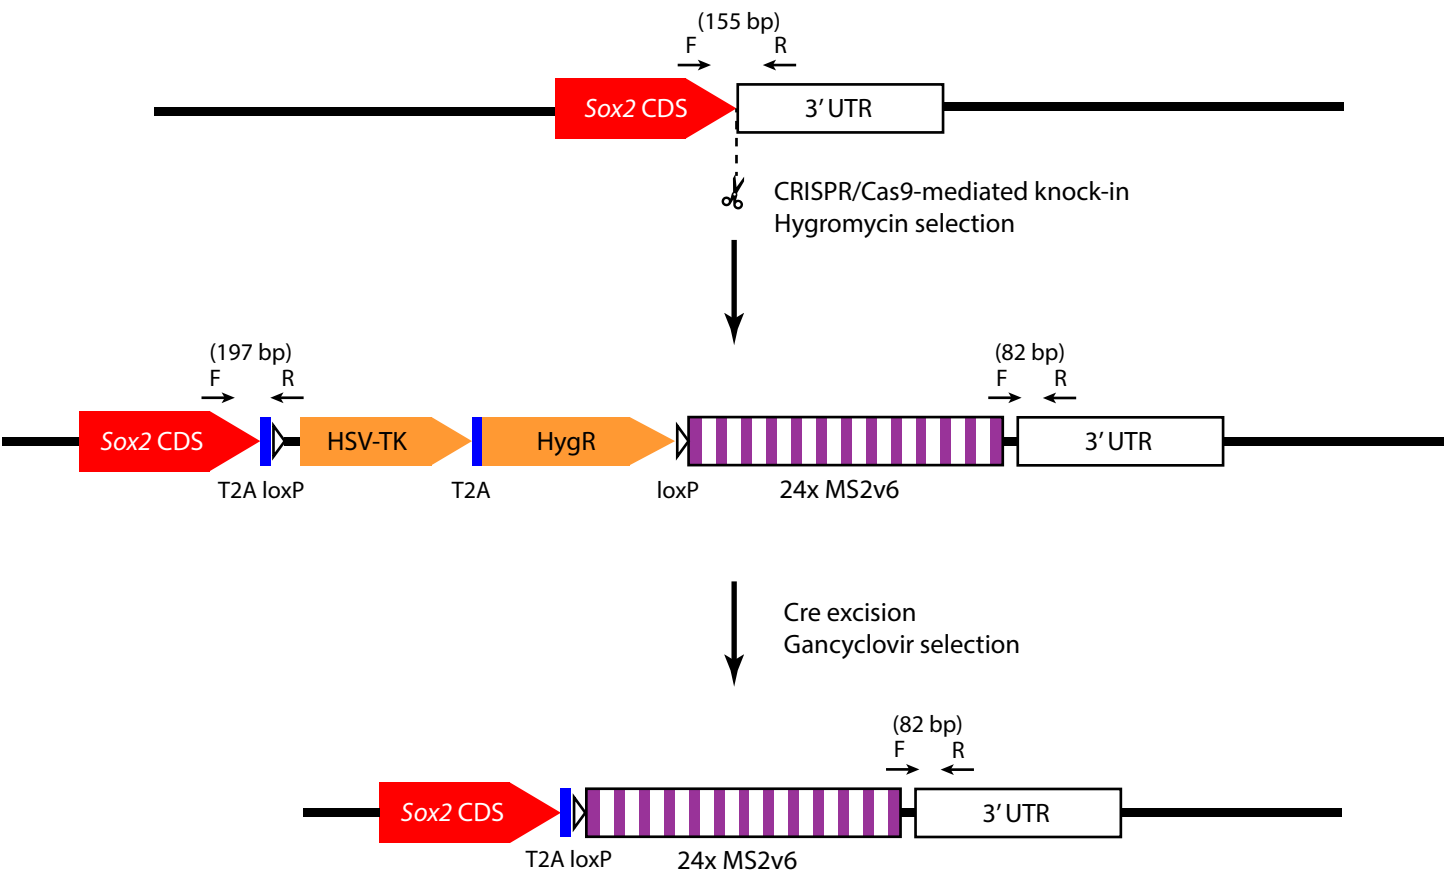 (155 bp)
F R
Sox2 CDS 3’ UTR
CRISPR/Cas9-mediated knock-in
Hygromycin selection
(197 bp) (82 bp)
F R F R
Sox2 CDS HSV-TK HygR 3’ UTR
T2A loxP T2A loxP 24x MS2v6
Cre excision
Gancyclovir selection
(82 bp)
F R
Sox2 CDS 3’ UTR
T2A loxP 24x MS2v6